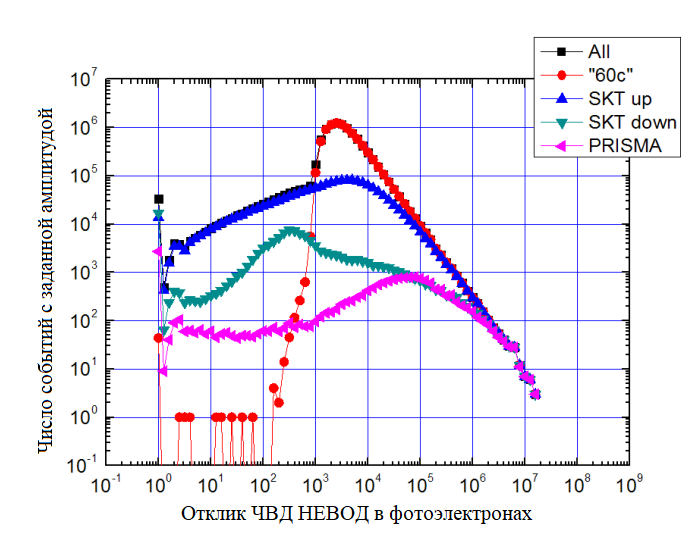 All
"60c"
SKT up
SKT down
PRISMA
Число событий с заданной амплитудой
10^7
10^6
10^5
10^4
10^3
10^2
10^1
10^0
10^-1
10^-1 10^0 10^1 10^2 10^3 10^4 10^5 10^6 10^7 10^8 10^9
Отклик ЧВД НЕВОД в фотоэлектронах